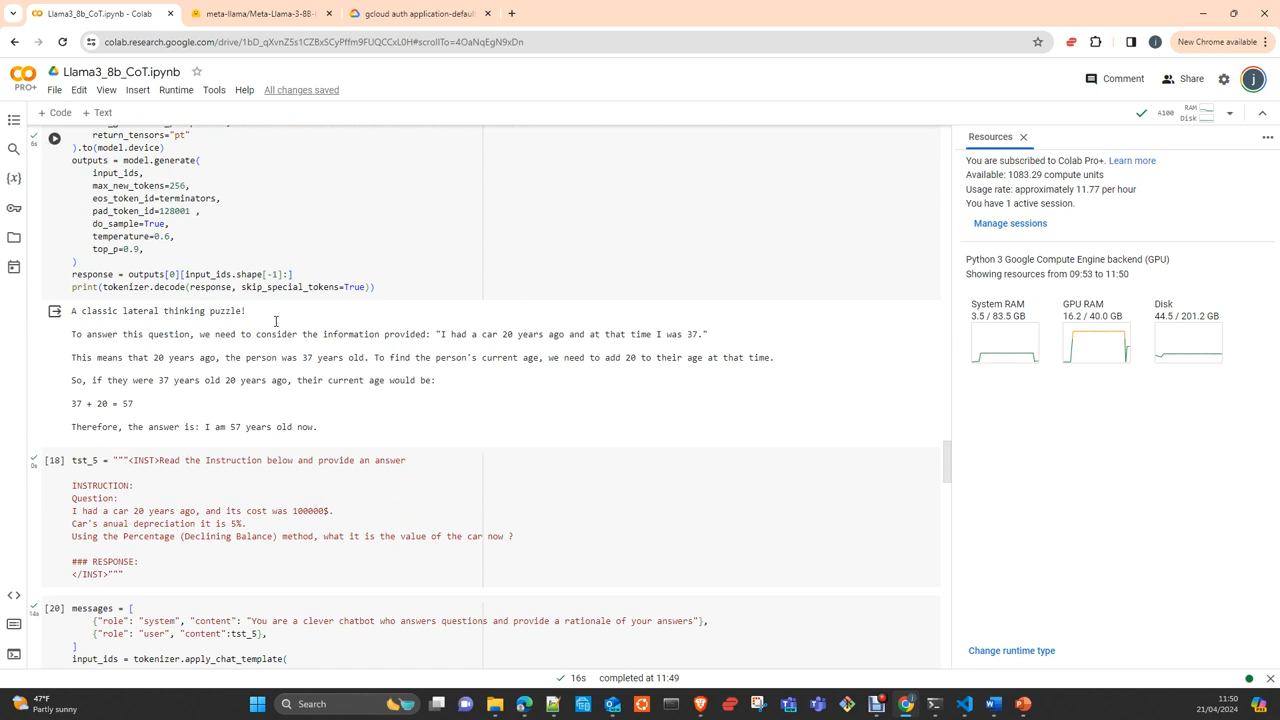 Llama3_8b_CoT.ipynb - Colab
meta-llama/Meta-Llama-3-8B-I
gcloud auth application-default
colab.research.google.com/drive/1bD_qXvnZ5s1CZBxSCyPffm9FUQCCxL0H#scrollTo=4OaNqEgN9xDn
New Chrome available
PRO+
Llama3_8b_CoT.ipynb
Comment
Share
j
File Edit View Insert Runtime Tools Help All changes saved
+ Code + Text
A100
RAM
Disk
6s
return_tensors="pt"
).to(model.device)
outputs = model.generate(
input_ids,
max_new_tokens=256,
eos_token_id=terminators,
pad_token_id=128001 ,
do_sample=True,
temperature=0.6,
top_p=0.9,
)
response = outputs[0][input_ids.shape[-1]:]
print(tokenizer.decode(response, skip_special_tokens=True))
A classic lateral thinking puzzle!
To answer this question, we need to consider the information provided: "I had a car 20 years ago and at that time I was 37."
This means that 20 years ago, the person was 37 years old. To find the person's current age, we need to add 20 to their age at that time.
So, if they were 37 years old 20 years ago, their current age would be:
37 + 20 = 57
Therefore, the answer is: I am 57 years old now.
0s
[18] tst_5 = """<INST>Read the Instruction below and provide an answer
INSTRUCTION:
Question:
I had a car 20 years ago, and its cost was 100000$.
Car's anual depreciation it is 5%.
Using the Percentage (Declining Balance) method, what it is the value of the car now ?
### RESPONSE:
</INST>"""
14s
[20] messages = [
{"role": "system", "content": "You are a clever chatbot who answers questions and provide a rationale of your answers"},
{"role": "user", "content":tst_5},
]
input_ids = tokenizer.apply_chat_template(
Resources
You are subscribed to Colab Pro+. Learn more
Available: 1083.29 compute units
Usage rate: approximately 11.77 per hour
You have 1 active session.
Manage sessions
Python 3 Google Compute Engine backend (GPU)
Showing resources from 09:53 to 11:50
System RAM
3.5 / 83.5 GB
GPU RAM
16.2 / 40.0 GB
Disk
44.5 / 201.2 GB
Change runtime type
16s completed at 11:49
47°F
Partly sunny
Search
11:50
21/04/2024